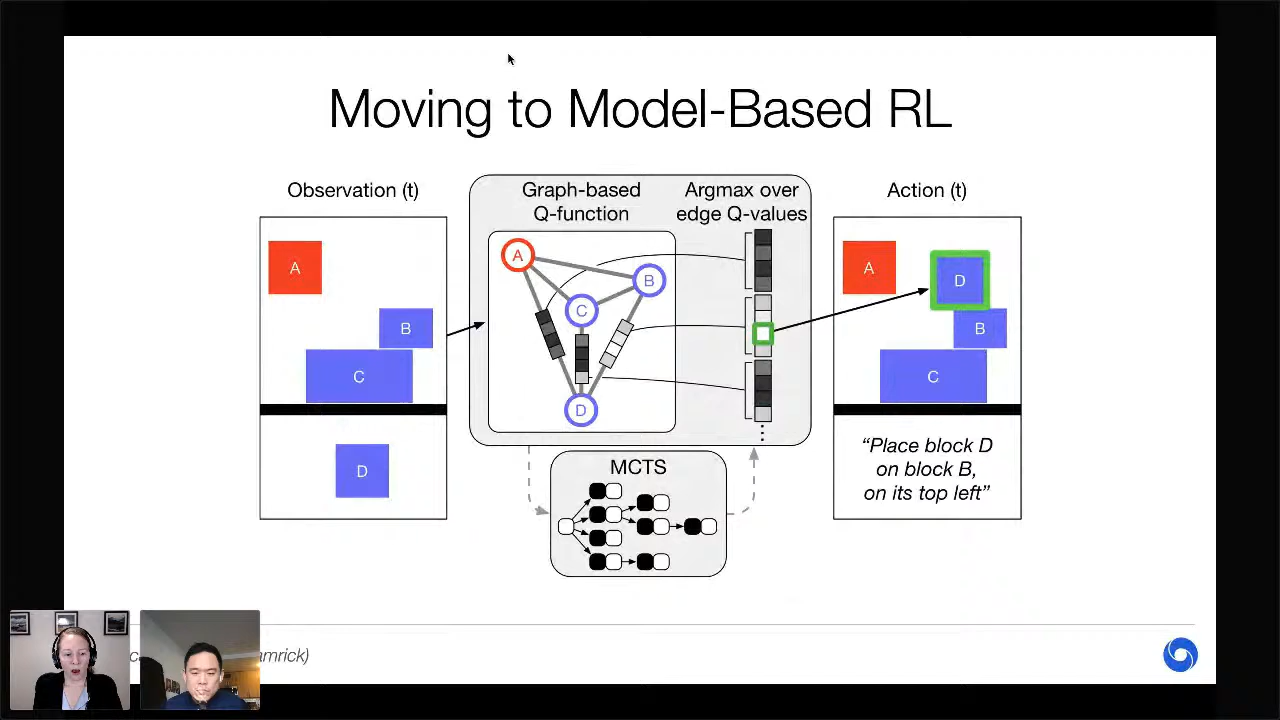 Moving to Model-Based RL
Observation (t)
Graph-based
Q-function
Argmax over
edge Q-values
Action (t)
A
B
C
D
A
B
C
D
A
D
B
C
MCTS
“Place block D
on block B,
on its top left”